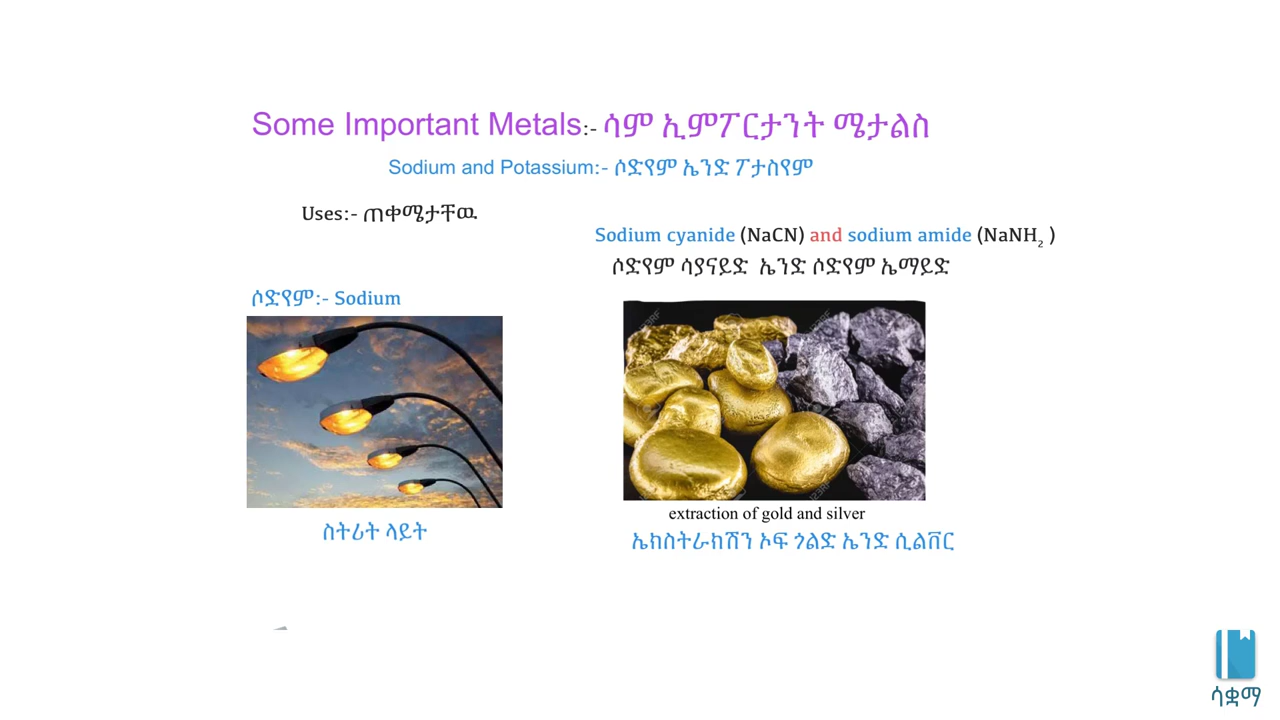 Some Important Metals:- ሳም ኢምፖርታንት ሜታልስ
Sodium and Potassium:- ሶድየም ኤንድ ፖታስየም
Uses:- ጠቀሜታቸዉ
Sodium cyanide (NaCN) and sodium amide (NaNH₂ )
ሶድየም ሳያናይድ ኤንድ ሶድየም ኤማይድ
ሶድየም:- Sodium
ስትሪት ላይት
extraction of gold and silver
ኤክስትራክሽን ኦፍ ጎልድ ኤንድ ሲልቨር
ሳቋማ